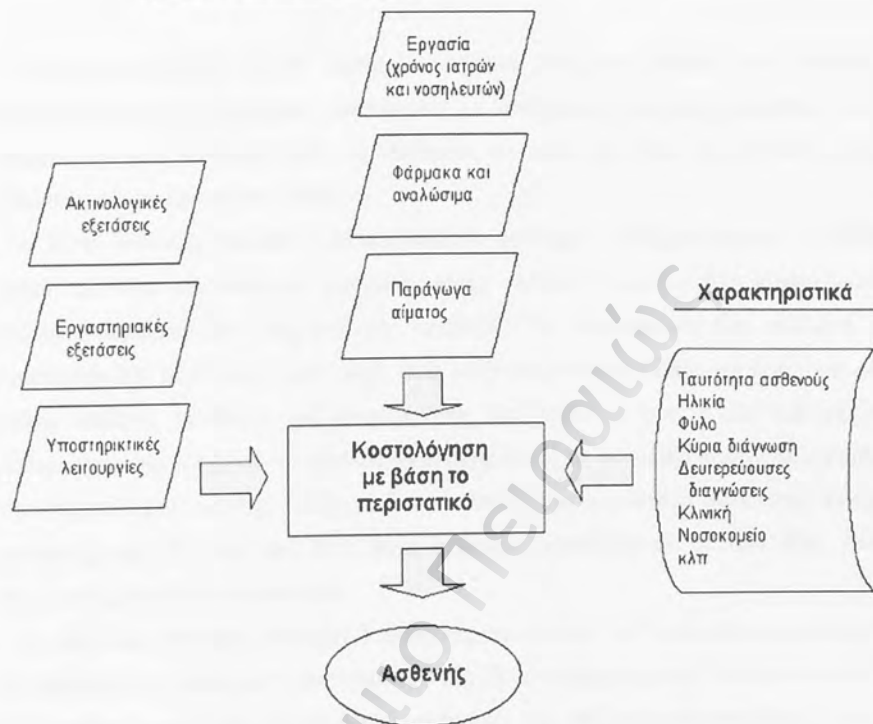 Εργασία
(χρόνος ιατρών
και νοσηλευτών)
Φάρμακα και
αναλώσιμα
Παράγωγα
αίματος
Ακτινολογικές
εξετάσεις
Εργαστηριακές
εξετάσεις
Υποστηρικτικές
λειτουργίες
Κοστολόγηση
με βάση το
περιστατικό
Χαρακτηριστικά
Ταυτότητα ασθενούς
Ηλικία
Φύλο
Κύρια διάγνωση
Δευτερεύουσες
διαγνώσεις
Κλινική
Νοσοκομείο
κλπ
Ασθενής
Πειραιώς